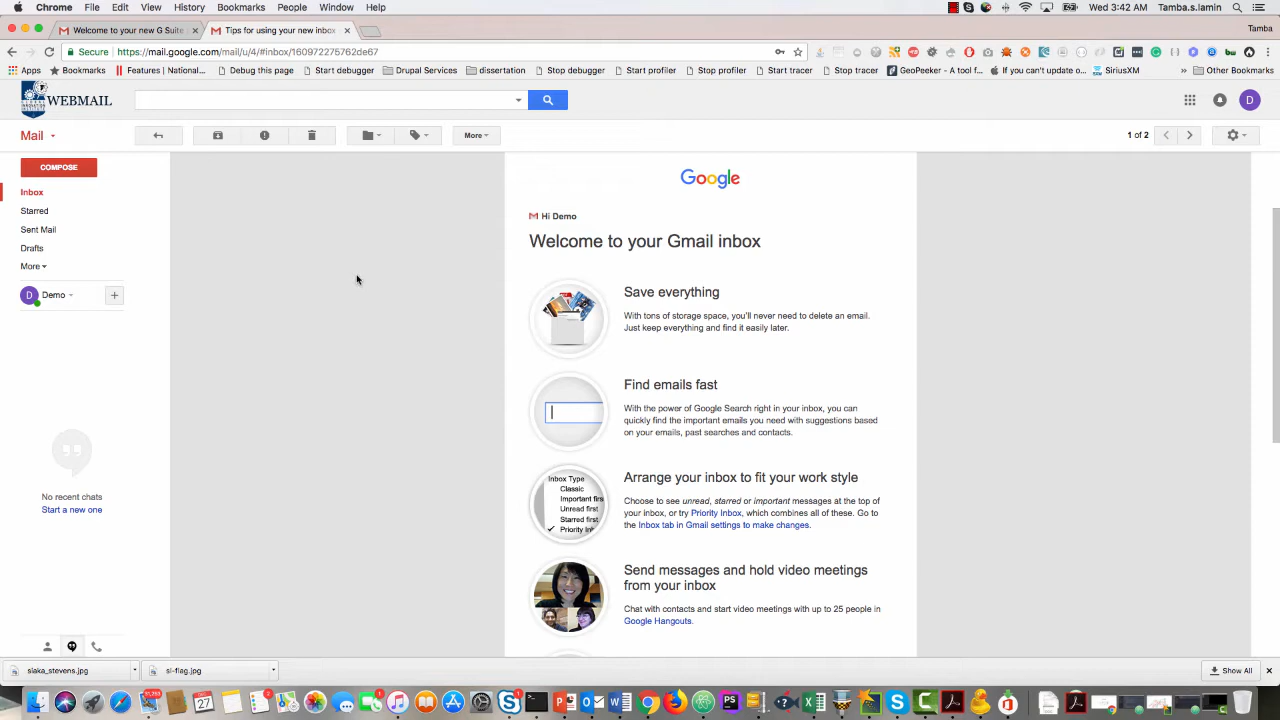 Chrome File Edit View History Bookmarks People Window Help 100% Wed 3:42 AM Tamba.s.lamin
Welcome to your new G Suite Tips for using your new inbox Tamba
Secure https://mail.google.com/mail/u/4/#inbox/160972275762de67
Apps Bookmarks Features | National... Debug this page Start debugger Drupal Services dissertation Stop debugger Start profiler Stop profiler Start tracer Stop tracer GeoPeeker - A tool f... If you can't update o... SiriusXM » Other Bookmarks
WEBMAIL
D
Mail More 1 of 2
COMPOSE
Inbox
Starred
Sent Mail
Drafts
More
D Demo
No recent chats
Start a new one
Google
Hi Demo
Welcome to your Gmail inbox
Save everything
With tons of storage space, you'll never need to delete an email.
Just keep everything and find it easily later.
Find emails fast
With the power of Google Search right in your inbox, you can
quickly find the important emails you need with suggestions based
on your emails, past searches and contacts.
Inbox Type
Classic
Important firs
Unread first
Starred first
Priority Inb
Arrange your inbox to fit your work style
Choose to see unread, starred or important messages at the top of
your inbox, or try Priority Inbox, which combines all of these. Go to
the Inbox tab in Gmail settings to make changes.
Send messages and hold video meetings
from your inbox
Chat with contacts and start video meetings with up to 25 people in
Google Hangouts.
slaka_stevens.jpg sl-flag.jpg Show All